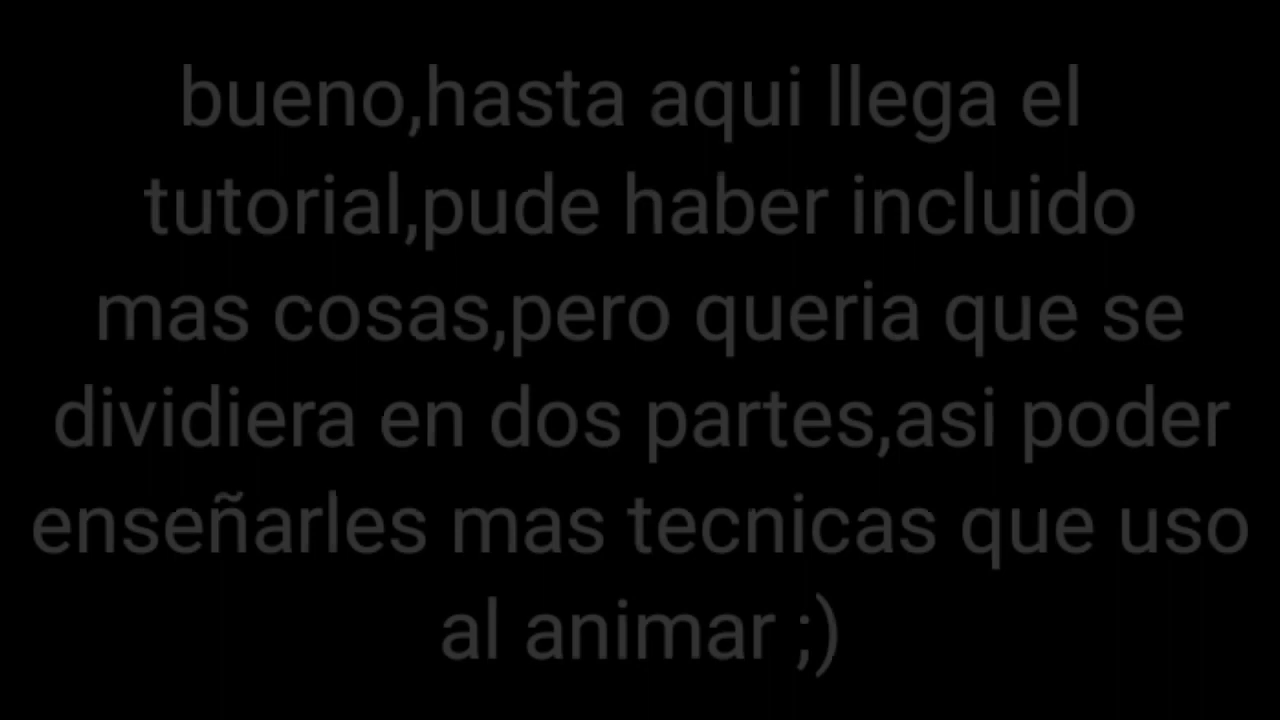 bueno,hasta aqui llega el
tutorial,pude haber incluido
mas cosas,pero queria que se
dividiera en dos partes,asi poder
enseñarles mas tecnicas que uso
al animar ;)